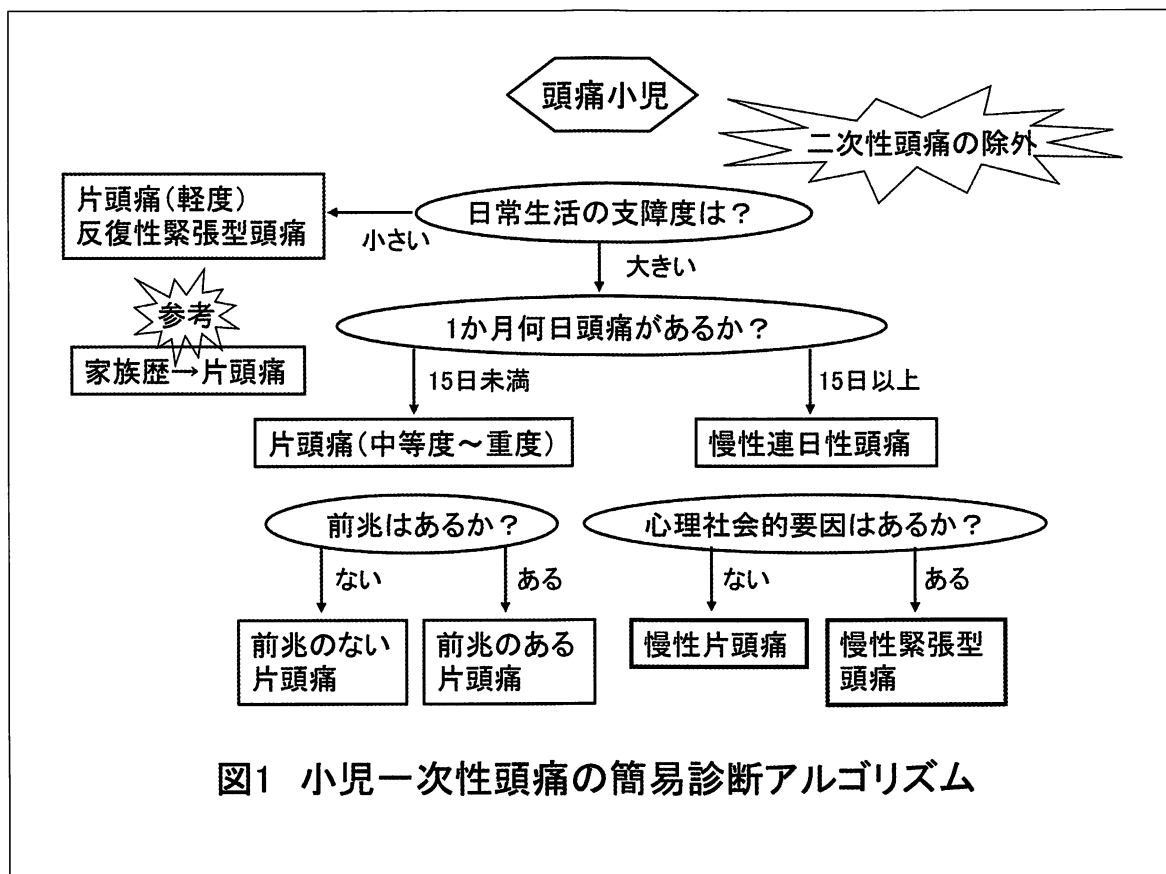 頭痛小児
二次性頭痛の除外
片頭痛(軽度)
反復性緊張型頭痛
日常生活の支障度は?
小さい
大きい
参考
家族歴→片頭痛
1か月何日頭痛があるか?
15日未満
15日以上
片頭痛(中等度~重度)
慢性連日性頭痛
前兆はあるか?
心理社会的要因はあるか?
ない
ある
ない
ある
前兆のない
片頭痛
前兆のある
片頭痛
慢性片頭痛
慢性緊張型
頭痛
図1 小児一次性頭痛の簡易診断アルゴリズム